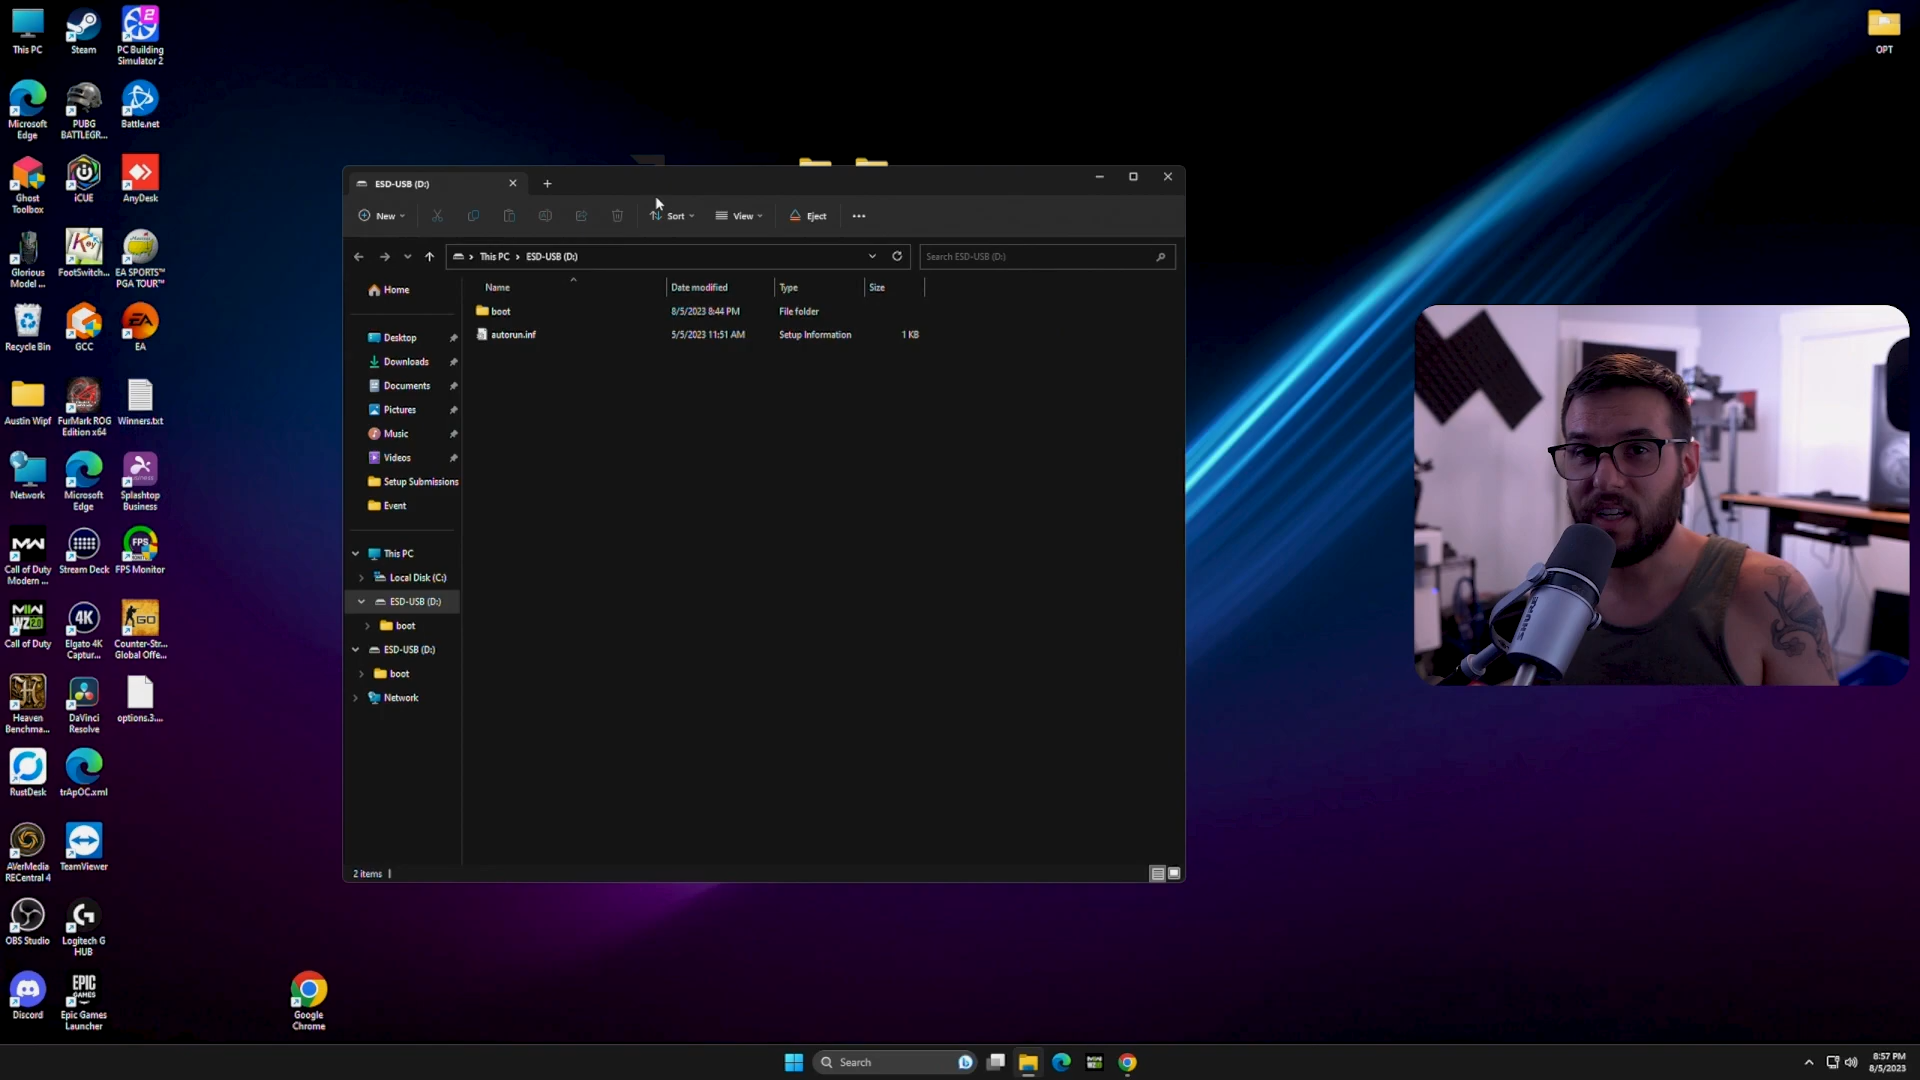 This PC
Steam
PC Building
Simulator 2
OPT
Microsoft
Edge
PUBG
BATTLEGR...
Battle.net
Ghost
Toolbox
iCUE
AnyDesk
Glorious
Model ...
FootSwitch...
EA SPORTS™
PGA TOUR™
Recycle Bin
GCC
EA
Austin Wipf
FurMark ROG
Edition x64
Winners.txt
Network
Microsoft
Edge
Splashtop
Business
Call of Duty
Modern ...
Stream Deck
FPS Monitor
Call of Duty
Elgato 4K
Captur...
Counter-Str...
Global Offe...
Heaven
Benchma...
DaVinci
Resolve
options.3....
RustDesk
trApOC.xml
AVerMedia
RECentral 4
TeamViewer
OBS Studio
Logitech G
HUB
Discord
Epic Games
Launcher
Google
Chrome
ESD-USB (D:)
New
Sort
View
Eject
This PC > ESD-USB (D:)
Search ESD-USB (D:)
Name Date modified Type Size
boot 8/5/2023 8:44 PM File folder
autorun.inf 5/5/2023 11:51 AM Setup Information 1 KB
Home
Desktop
Downloads
Documents
Pictures
Music
Videos
Setup Submissions
Event
This PC
Local Disk (C:)
ESD-USB (D:)
boot
ESD-USB (D:)
boot
Network
2 items
Search
8:57 PM
8/5/2023